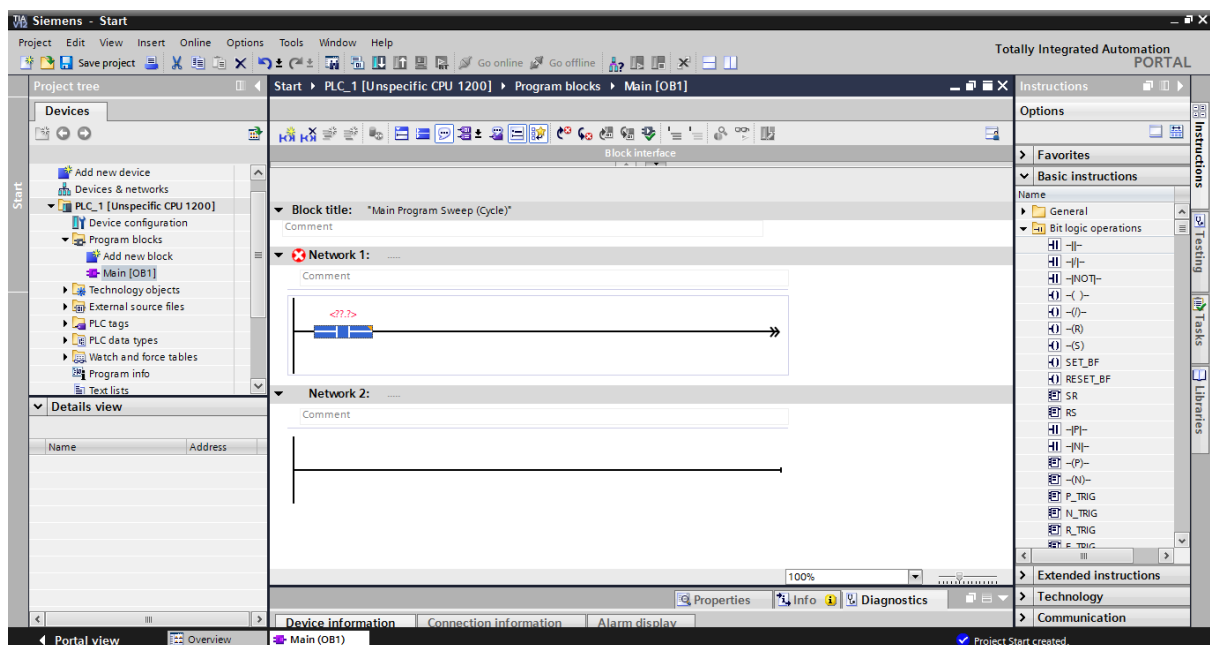 Siemens - Start
Project Edit View Insert Online Options Tools Window Help
Totally Integrated Automation
PORTAL
Save project
Go online
Go offline
Project tree
Start PLC_1 [Unspecific CPU 1200] Program blocks Main [OB1]
Instructions
Devices
Options
Block interface
Add new device
Devices & networks
PLC_1 [Unspecific CPU 1200]
Device configuration
Program blocks
Add new block
Main [OB1]
Technology objects
External source files
PLC tags
PLC data types
Watch and force tables
Program info
Text lists
Details view
Name Address
Start
Block title: "Main Program Sweep (Cycle)"
Comment
Network 1: .....
Comment
<??.?>
Network 2: .....
Comment
100%
Properties
Info
Diagnostics
Device information
Connection information
Alarm display
Favorites
Basic instructions
Name
General
Bit logic operations
-||-
-|/|-
-|NOT|-
-( )-
-(/)-
-(R)
-(S)
SET_BF
RESET_BF
SR
RS
-|P|-
-|N|-
-(P)-
-(N)-
P_TRIG
N_TRIG
R_TRIG
F_TRIG
Extended instructions
Technology
Communication
Instructions
Testing
Tasks
Libraries
Portal view
Overview
Main (OB1)
Project Start created.